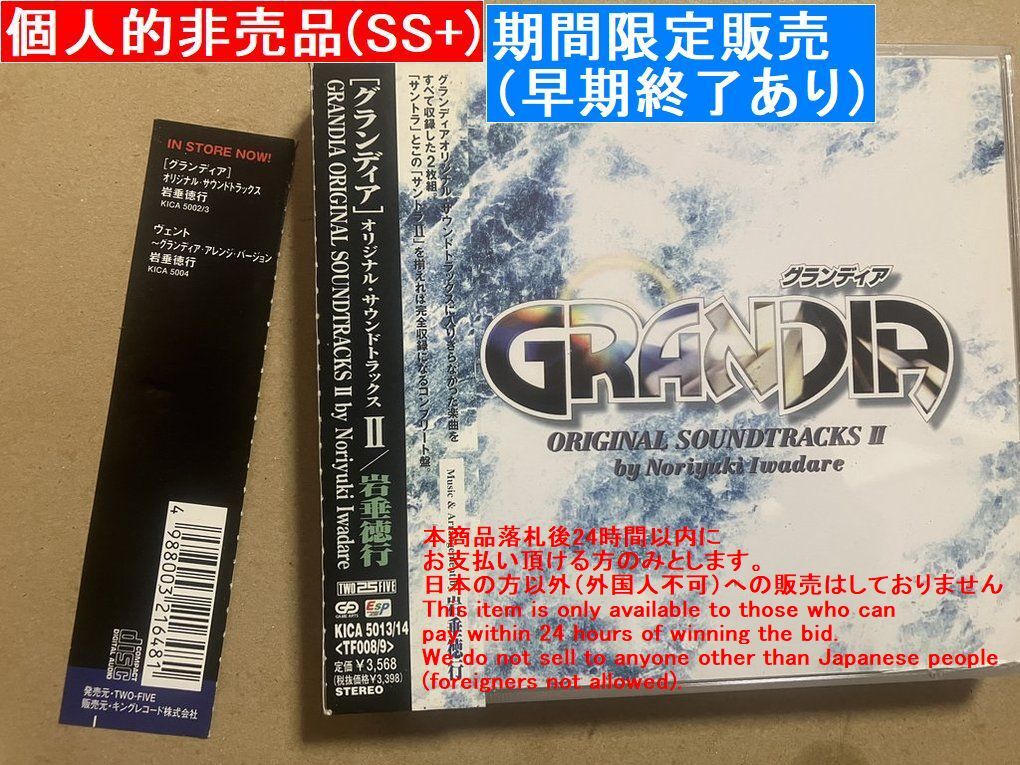 個人的非売品(SS+)
期間限定販売
(早期終了あり)
IN STORE NOW!
[グランディア]
オリジナル・サウンドトラックス
岩垂徳行
KICA 5002/3
ヴェント
～グランディア・アレンジ・バージョン
岩垂徳行
KICA 5004
4 988003 216481
COMPACT
disc
DIGITAL AUDIO
発売元・TWO-FIVE
販売元・キングレコード株式会社
[グランディア]オリジナル・サウンドトラックス II/岩垂徳行
GRANDIA ORIGINAL SOUNDTRACKS II by Noriyuki Iwadare
TWO 25 FIVE
GAME ARTS
ESP
KICA 5013/14
<TF008/9>
定価 ¥3,568
(税抜価格¥3,398)
STEREO
グランディアオリジナルサウンドトラックスに入りきらなかった楽曲を
すべて収録した2枚組。
「サントラ」とこの「サントラII」を揃えれば完全収録になるコンプリート盤
Music &
岩垂徳行
グランディア
GRANDIA
ORIGINAL SOUNDTRACKS II
by Noriyuki Iwadare
本商品落札後24時間以内に
お支払い頂ける方のみとします。
日本の方以外(外国人不可)への販売はしておりません
This item is only available to those who can
pay within 24 hours of winning the bid.
We do not sell to anyone other than Japanese people
(foreigners not allowed).